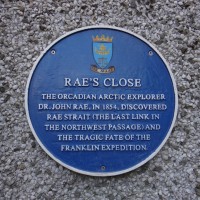 RAE'S CLOSE
THE ORCADIAN ARCTIC EXPLORER
DR. JOHN RAE, IN 1854, DISCOVERED
RAE STRAIT (THE LAST LINK IN
THE NORTHWEST PASSAGE) AND
THE TRAGIC FATE OF THE
FRANKLIN EXPEDITION.